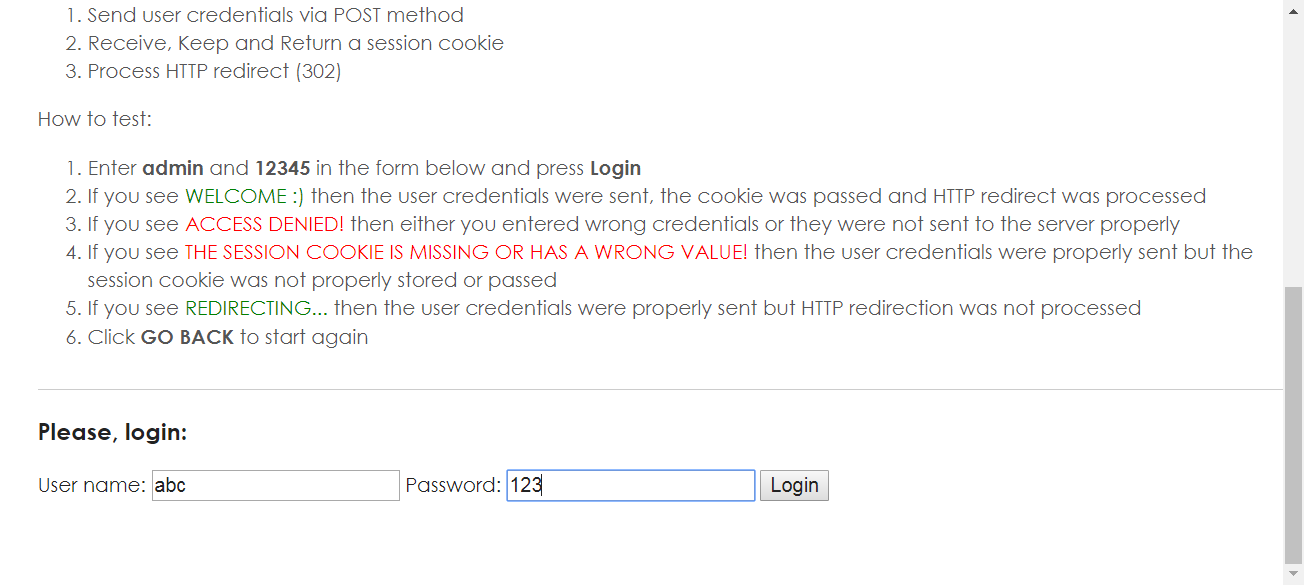 1. Send user credentials via POST method
2. Receive, Keep and Return a session cookie
3. Process HTTP redirect (302)
How to test:
1. Enter admin and 12345 in the form below and press Login
2. If you see WELCOME :) then the user credentials were sent, the cookie was passed and HTTP redirect was processed
3. If you see ACCESS DENIED! then either you entered wrong credentials or they were not sent to the server properly
4. If you see THE SESSION COOKIE IS MISSING OR HAS A WRONG VALUE! then the user credentials were properly sent but the
session cookie was not properly stored or passed
5. If you see REDIRECTING... then the user credentials were properly sent but HTTP redirection was not processed
6. Click GO BACK to start again
Please, login:
User name: abc Password: 123 Login